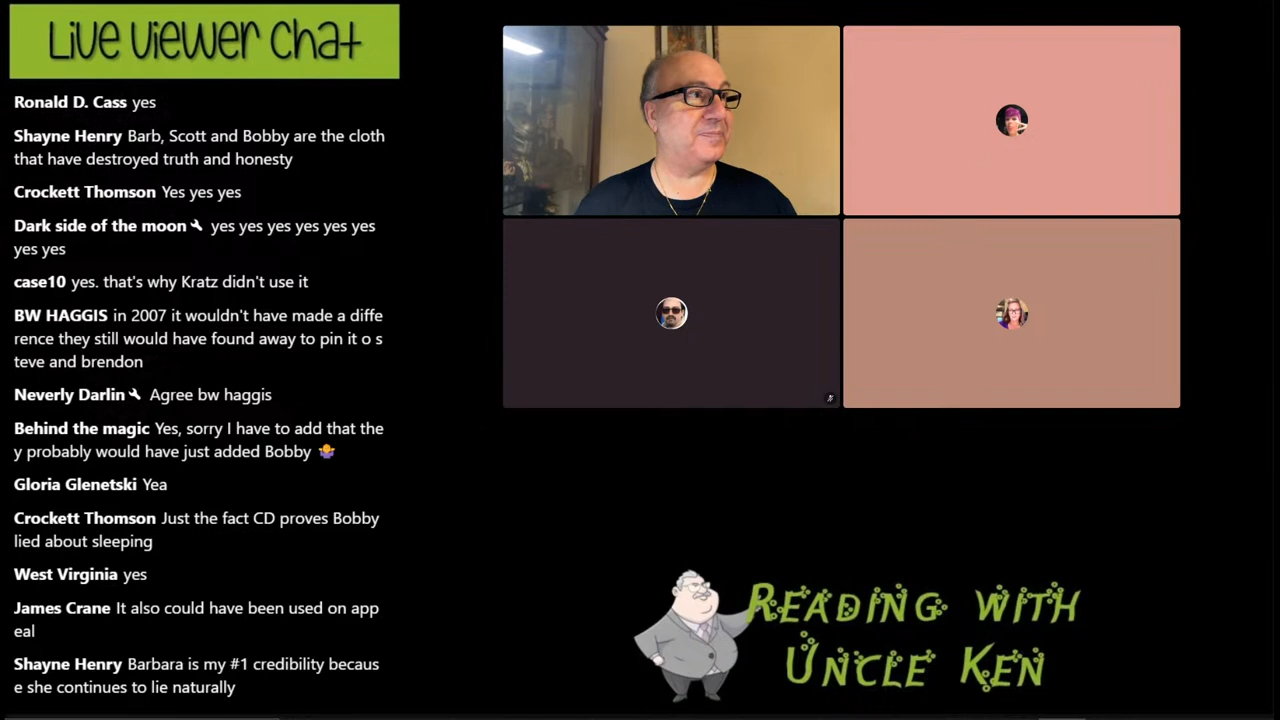 Live viewer chat
Ronald D. Cass yes
Shayne Henry Barb, Scott and Bobby are the cloth
that have destroyed truth and honesty
Crockett Thomson Yes yes yes
Dark side of the moon yes yes yes yes yes yes
yes yes
case10 yes. that's why Kratz didn't use it
BW HAGGIS in 2007 it wouldn't have made a diffe
rence they still would have found away to pin it o s
teve and brendon
Neverly Darlin Agree bw haggis
Behind the magic Yes, sorry I have to add that the
y probably would have just added Bobby 🤷
Gloria Glenetski Yea
Crockett Thomson Just the fact CD proves Bobby
lied about sleeping
West Virginia yes
James Crane It also could have been used on app
eal
Shayne Henry Barbara is my #1 credibility becaus
e she continues to lie naturally
Reading with
Uncle Ken